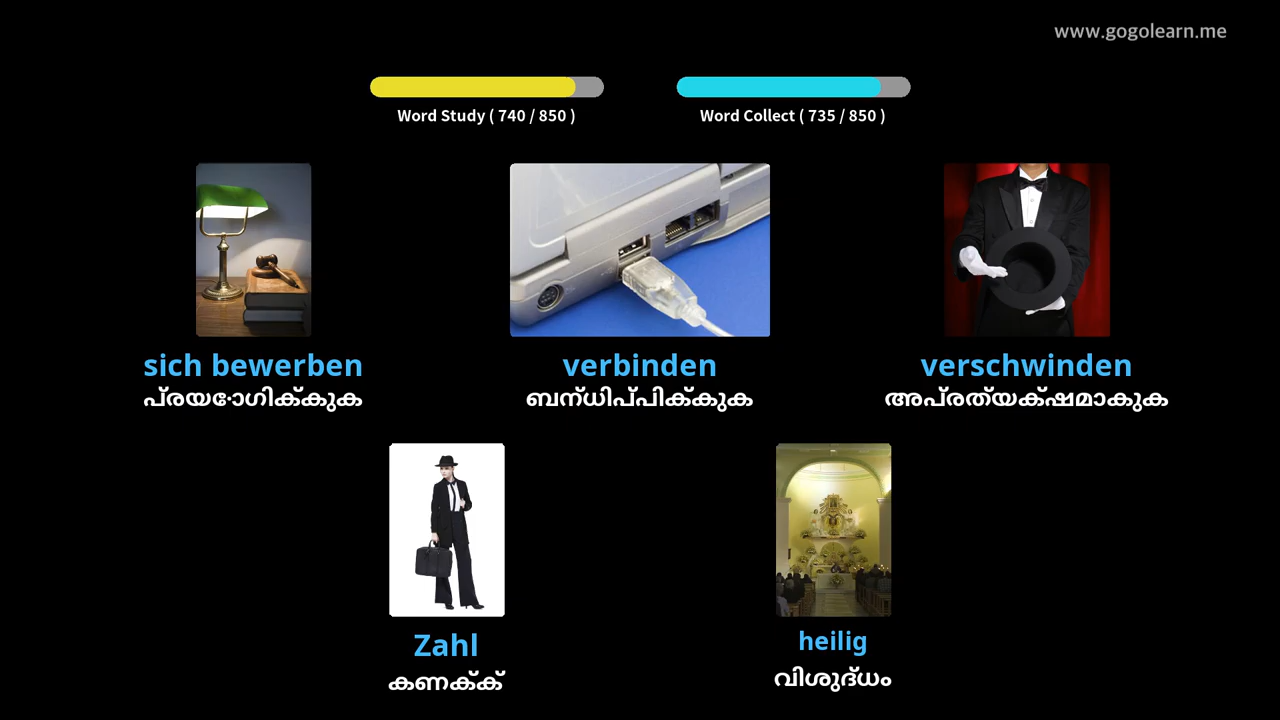 www.gogolearn.me
Word Study ( 740 / 850 )
Word Collect ( 735 / 850 )
sich bewerben
verbinden
verschwinden
പ്രയോഗിക്കുക
ബന്ധിപ്പിക്കുക
അപ്രത്യക്ഷമാകുക
Zahl
heilig
കണക്ക്
വിശുദ്ധം